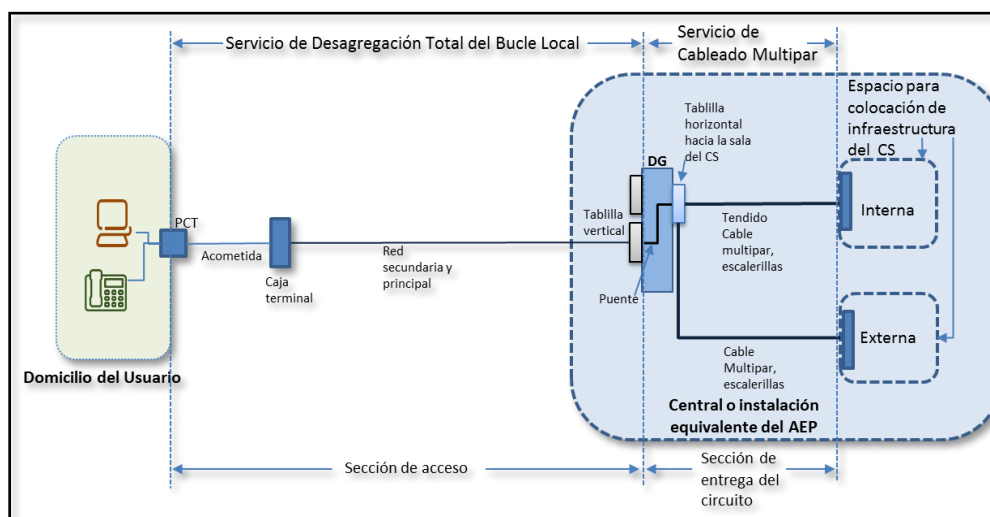 Servicio de Desagregación Total del Bucle Local
Servicio de
Cableado Multipar
Espacio para
colocación de
infraestructura
del CS
Tablilla
horizontal
hacia la sala
del CS
DG
PCT
Acometida
Caja
terminal
Red
secundaria y
principal
Tablilla
vertical
Puente
Tendido
Cable
multipar,
escalerillas
Interna
Externa
Cable
Multipar,
escalerillas
Domicilio del Usuario
Central o instalación
equivalente del AEP
Sección de acceso
Sección de
entrega del
circuito